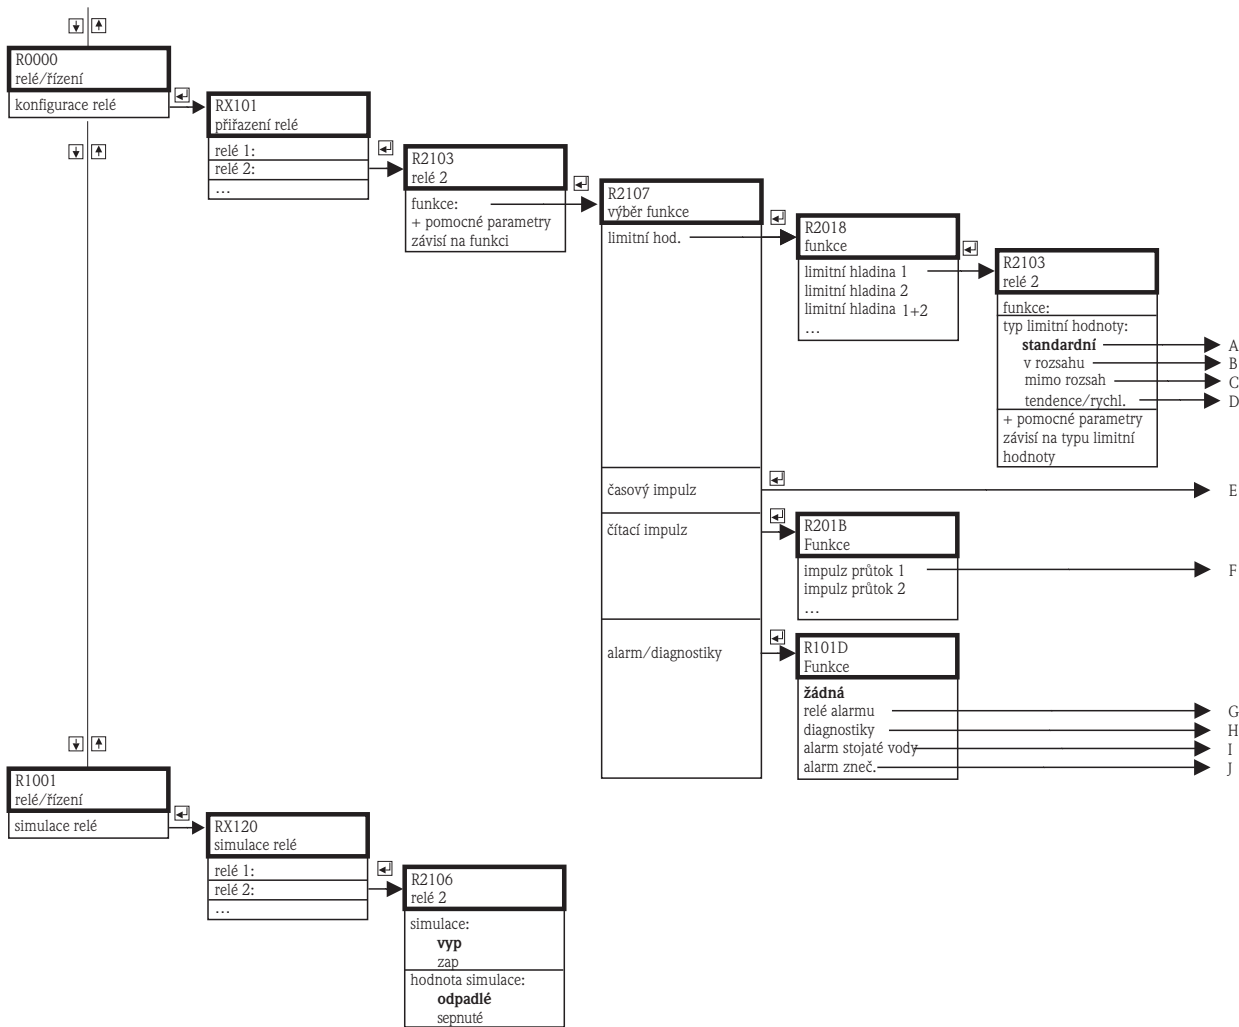 R0000
relé/řízení
konfigurace relé
RX101
přiřazení relé
relé 1:
relé 2:
...
R2103
relé 2
funkce:
+ pomocné parametry
závisí na funkci
R2107
výběr funkce
limitní hod.
R2018
funkce
limitní hladina 1
limitní hladina 2
limitní hladina 1+2
...
R2103
relé 2
funkce:
typ limitní hodnoty:
standardní
v rozsahu
mimo rozsah
tendence/rychl.
+ pomocné parametry
závisí na typu limitní
hodnoty
A
B
C
D
časový impulz
E
čítací impulz
R201B
Funkce
impulz průtok 1
impulz průtok 2
...
F
alarm/diagnostiky
R101D
Funkce
žádná
relé alarmu
diagnostiky
alarm stojaté vody
alarm zneč.
G
H
I
J
R1001
relé/řízení
simulace relé
RX120
simulace relé
relé 1:
relé 2:
...
R2106
relé 2
simulace:
vyp
zap
hodnota simulace:
odpadlé
sepnuté